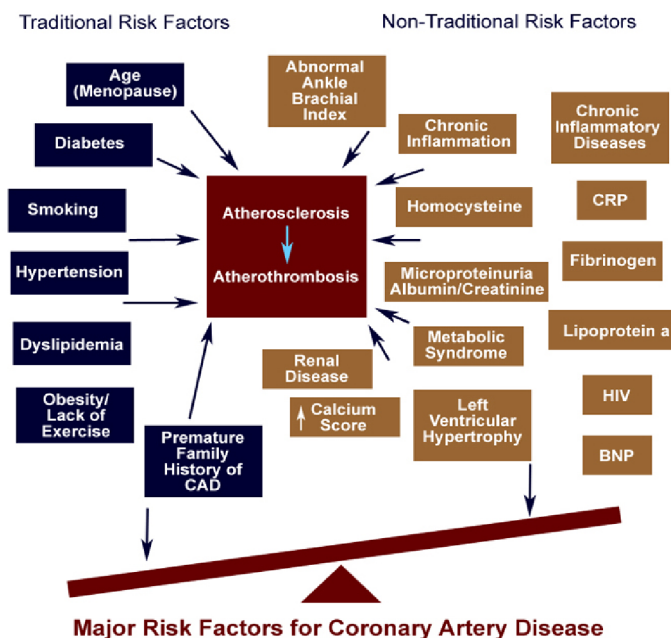 Traditional Risk Factors
Non-Traditional Risk Factors
Age
(Menopause)
Diabetes
Smoking
Hypertension
Dyslipidemia
Obesity/
Lack of
Exercise
Premature
Family
History of
CAD
Atherosclerosis
Atherothrombosis
Abnormal
Ankle
Brachial
Index
Chronic
Inflammation
Homocysteine
Microproteinuria
Albumin/Creatinine
Metabolic
Syndrome
Renal
Disease
Calcium
Score
Left
Ventricular
Hypertrophy
Chronic
Inflammatory
Diseases
CRP
Fibrinogen
Lipoprotein a
HIV
BNP
Major Risk Factors for Coronary Artery Disease